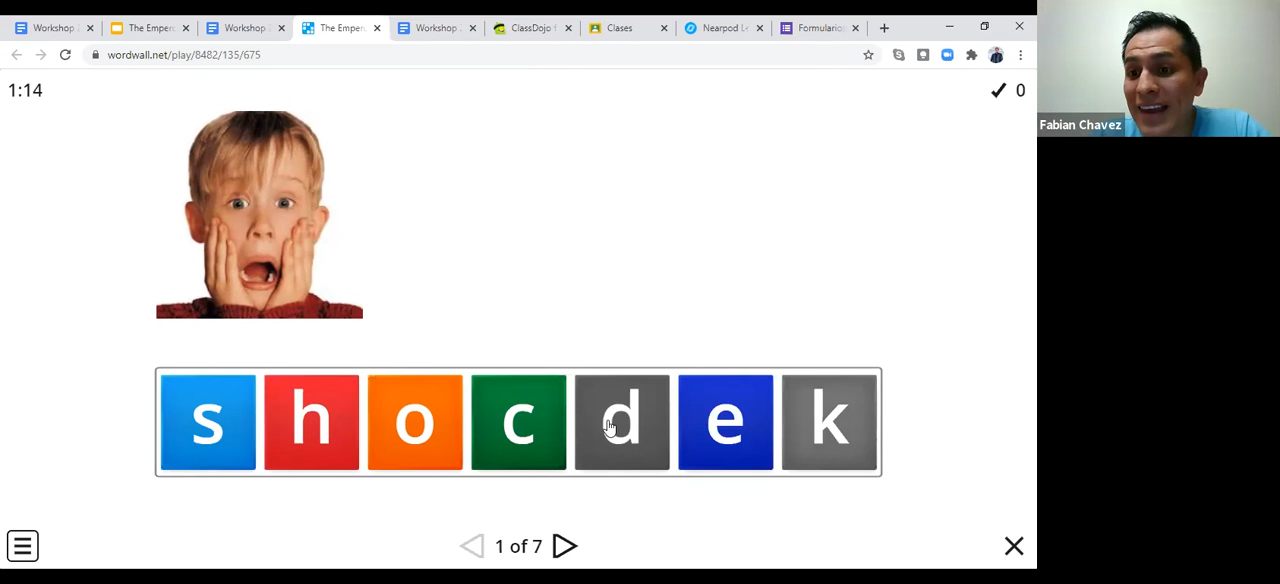 Workshop
The Emperc
Workshop
The Emper
Workshop
ClassDojo
Clases
Nearpod L
Formulario
wordwall.net/play/8482/135/675
1:14
0
Fabian Chavez
s h o c d e k
1 of 7